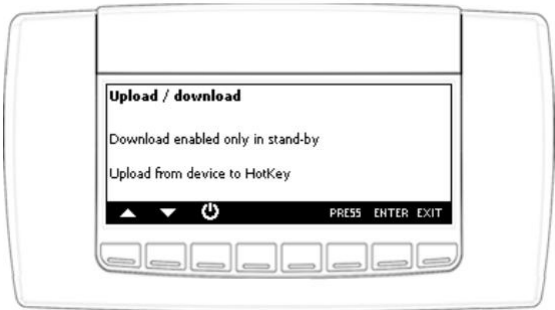 Upload / download
Download enabled only in stand-by
Upload from device to HotKey
PRESS ENTER EXIT